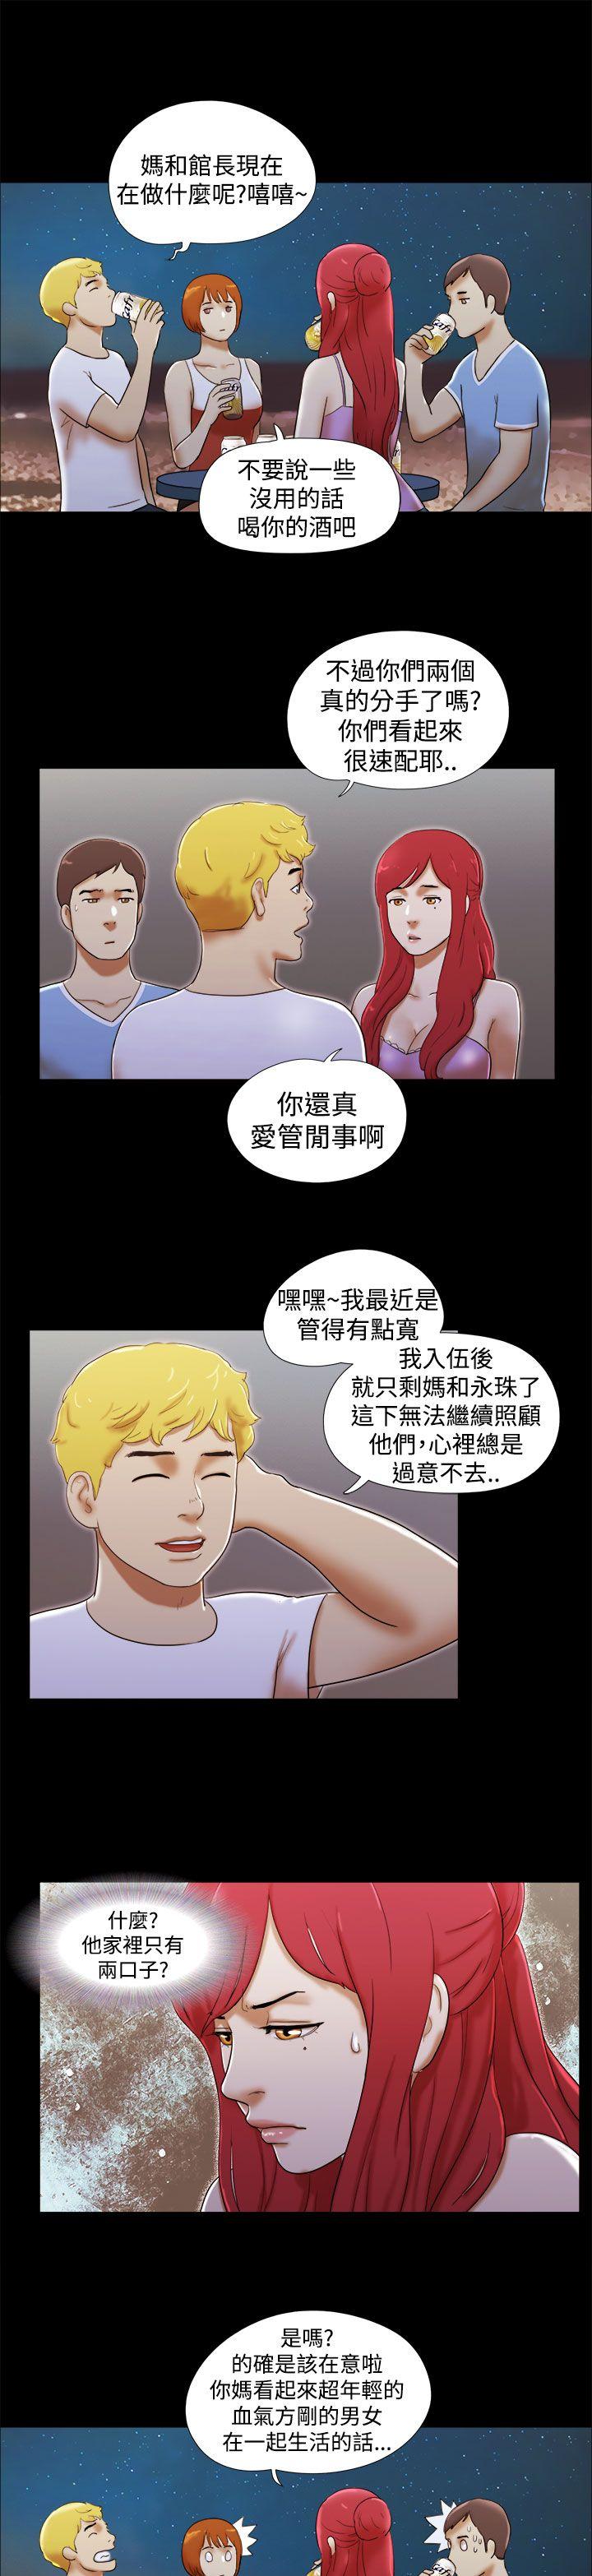 媽和館長現在
在做什麼呢?嘻嘻~
不要說一些
沒用的話
喝你的酒吧
不過你們兩個
真的分手了嗎?
你們看起來
很速配耶..
你還真
愛管閒事啊
嘿嘿~我最近是
管得有點寬
我入伍後
就只剩媽和永珠了
這下無法繼續照顧
他們,心裡總是
過意不去..
什麼?
他家裡只有
兩口子?
是嗎?
的確是該在意啦
你媽看起來超年輕的
血氣方剛的男女
在一起生活的話...